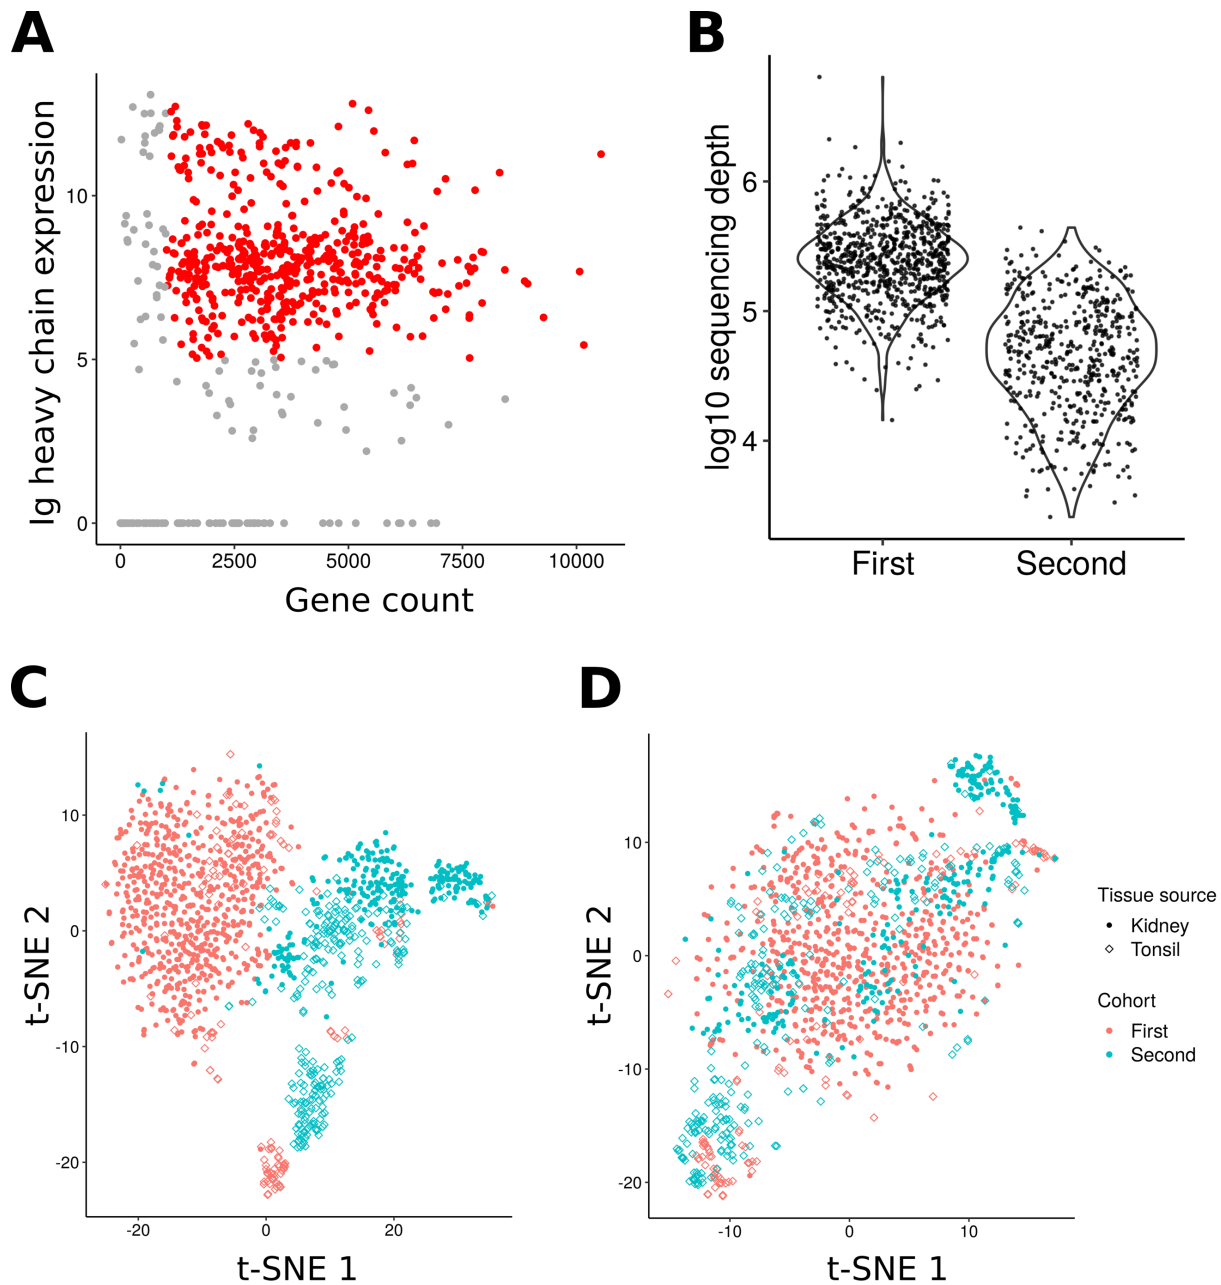 A
Ig heavy chain expression
10
5
0
0 2500 5000 7500 10000
Gene count
B
log10 sequencing depth
6
5
4
First Second
C
t-SNE 2
10
0
-10
-20
-20 0 20
t-SNE 1
D
t-SNE 2
10
0
-10
-20
-10 0 10
t-SNE 1
Tissue source
Kidney
Tonsil
Cohort
First
Second